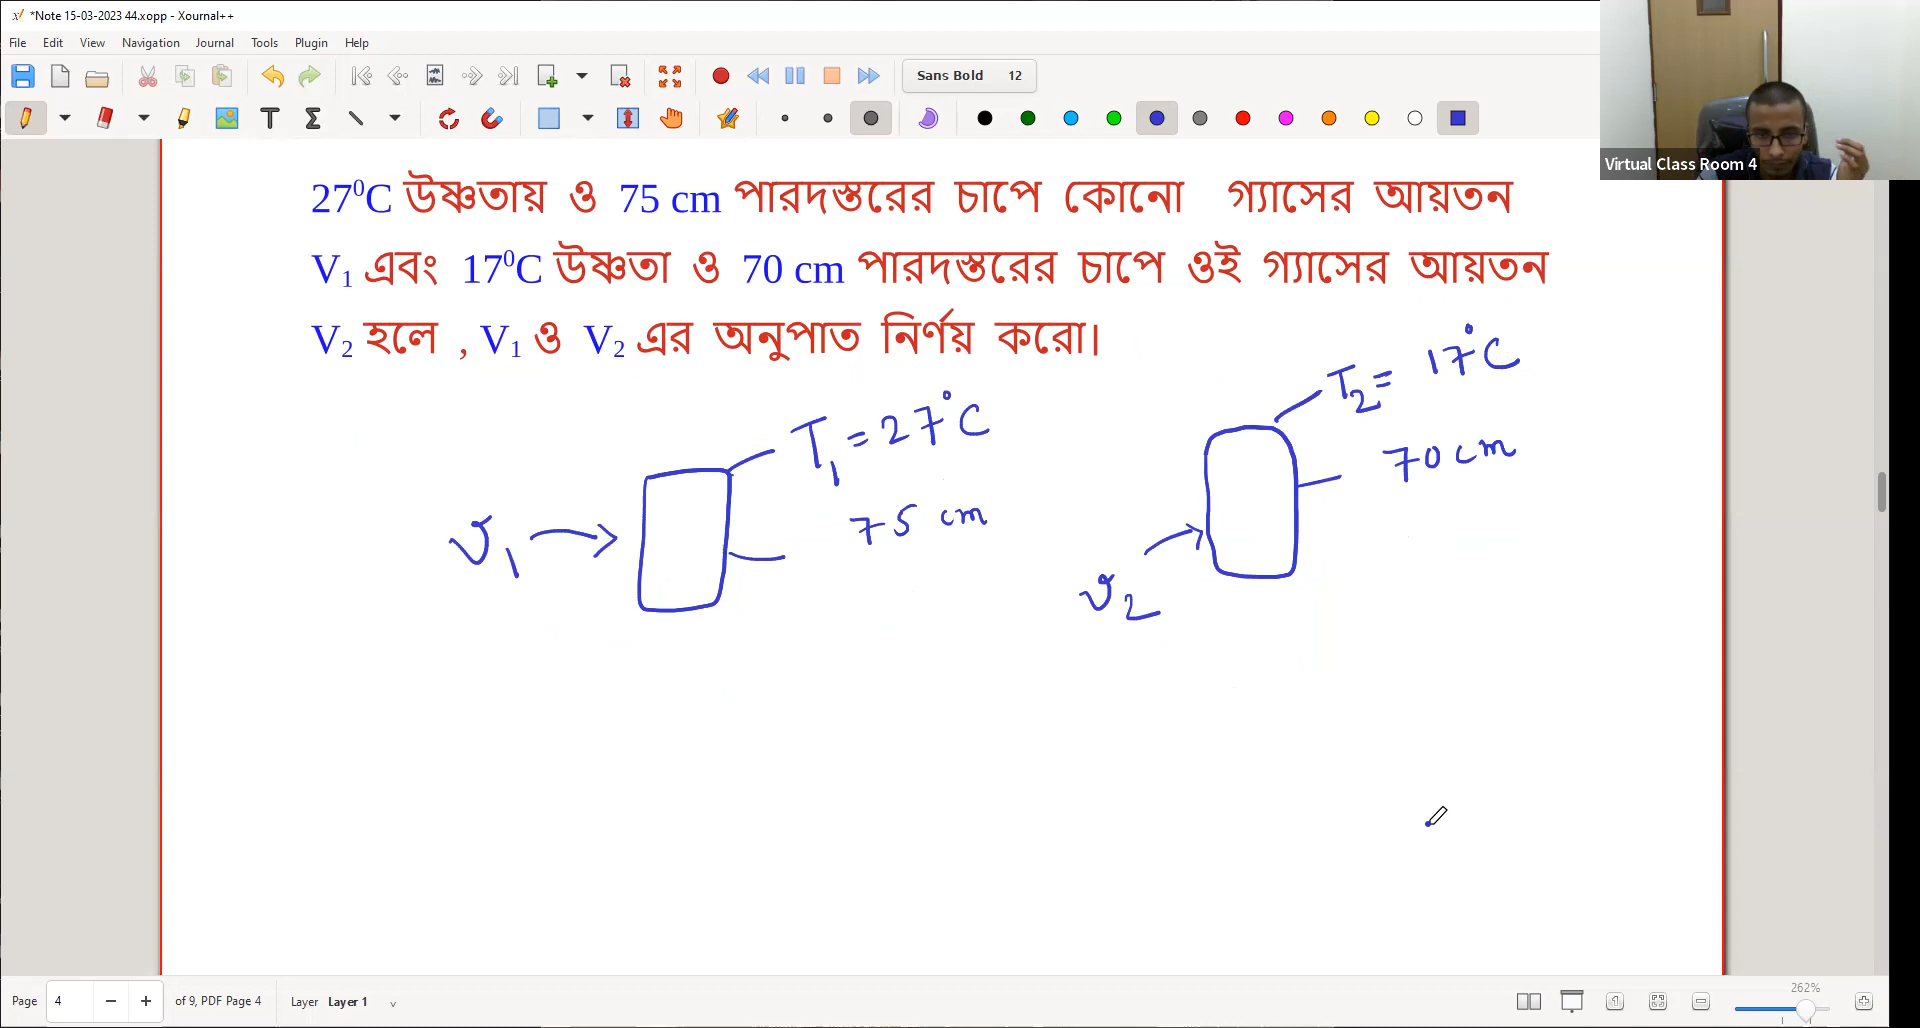 *Note 15-03-2023 44.xopp - Xournal++
File Edit View Navigation Journal Tools Plugin Help
Sans Bold 12
Virtual Class Room 4
27⁰C উষ্ণতায় ও 75 cm পারদস্তরের চাপে কোনো গ্যাসের আয়তন
V₁ এবং 17⁰C উষ্ণতা ও 70 cm পারদস্তরের চাপে ওই গ্যাসের আয়তন
V₂ হলে , V₁ ও V₂ এর অনুপাত নির্ণয় করো।
T₁ = 27°C
75 cm
V₁
T₂ = 17°C
70 cm
V₂
Page 4 of 9, PDF Page 4 Layer Layer 1 262%